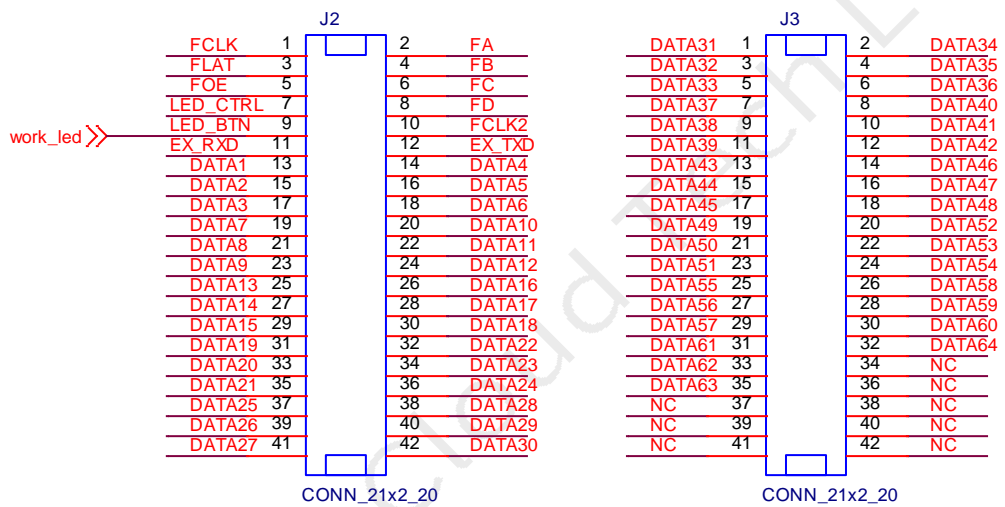 J2 J3
FCLK 1 2 FA DATA31 1 2 DATA34
FLAT 3 4 FB DATA32 3 4 DATA35
FOE 5 6 FC DATA33 5 6 DATA36
LED_CTRL 7 8 FD DATA37 7 8 DATA40
work_led LED_BTN 9 10 FCLK2 DATA38 9 10 DATA41
EX_RXD 11 12 EX_TXD DATA39 11 12 DATA42
DATA1 13 14 DATA4 DATA43 13 14 DATA46
DATA2 15 16 DATA5 DATA44 15 16 DATA47
DATA3 17 18 DATA6 DATA45 17 18 DATA48
DATA7 19 20 DATA10 DATA49 19 20 DATA52
DATA8 21 22 DATA11 DATA50 21 22 DATA53
DATA9 23 24 DATA12 DATA51 23 24 DATA54
DATA13 25 26 DATA16 DATA55 25 26 DATA58
DATA14 27 28 DATA17 DATA56 27 28 DATA59
DATA15 29 30 DATA18 DATA57 29 30 DATA60
DATA19 31 32 DATA22 DATA61 31 32 DATA64
DATA20 33 34 DATA23 DATA62 33 34 NC
DATA21 35 36 DATA24 DATA63 35 36 NC
DATA25 37 38 DATA28 NC 37 38 NC
DATA26 39 40 DATA29 NC 39 40 NC
DATA27 41 42 DATA30 NC 41 42 NC
CONN_21x2_20 CONN_21x2_20
Tech